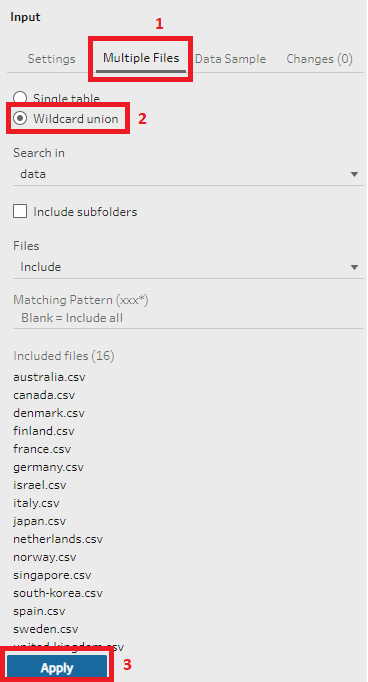 Input
1
Settings Multiple Files Data Sample Changes (0)
Single table
Wildcard union 2
Search in
data
Include subfolders
Files
Include
Matching Pattern (xxx*)
Blank = Include all
Included files (16)
australia.csv
canada.csv
denmark.csv
finland.csv
france.csv
germany.csv
israel.csv
italy.csv
japan.csv
netherlands.csv
norway.csv
singapore.csv
south-korea.csv
spain.csv
sweden.csv
united-kingdom.csv
Apply 3